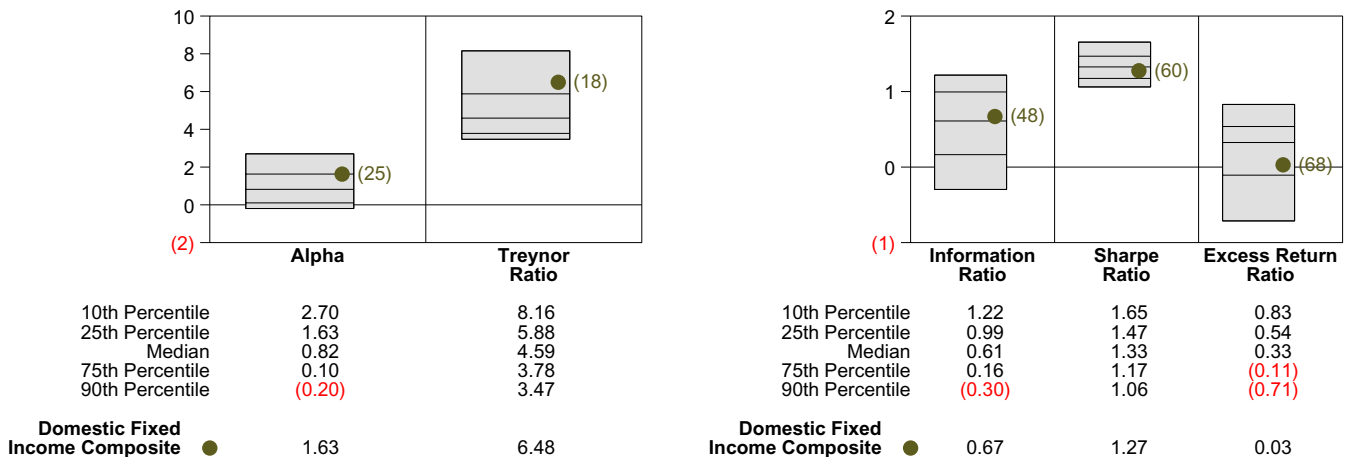 10
8
6
4
2
0
(2)
(25)
(18)
Alpha
Treynor
Ratio
10th Percentile 2.70 8.16
25th Percentile 1.63 5.88
Median 0.82 4.59
75th Percentile 0.10 3.78
90th Percentile (0.20) 3.47
Domestic Fixed
Income Composite 1.63 6.48
2
1
0
(1)
(48)
(60)
(68)
Information
Ratio
Sharpe
Ratio
Excess Return
Ratio
10th Percentile 1.22 1.65 0.83
25th Percentile 0.99 1.47 0.54
Median 0.61 1.33 0.33
75th Percentile 0.16 1.17 (0.11)
90th Percentile (0.30) 1.06 (0.71)
Domestic Fixed
Income Composite 0.67 1.27 0.03